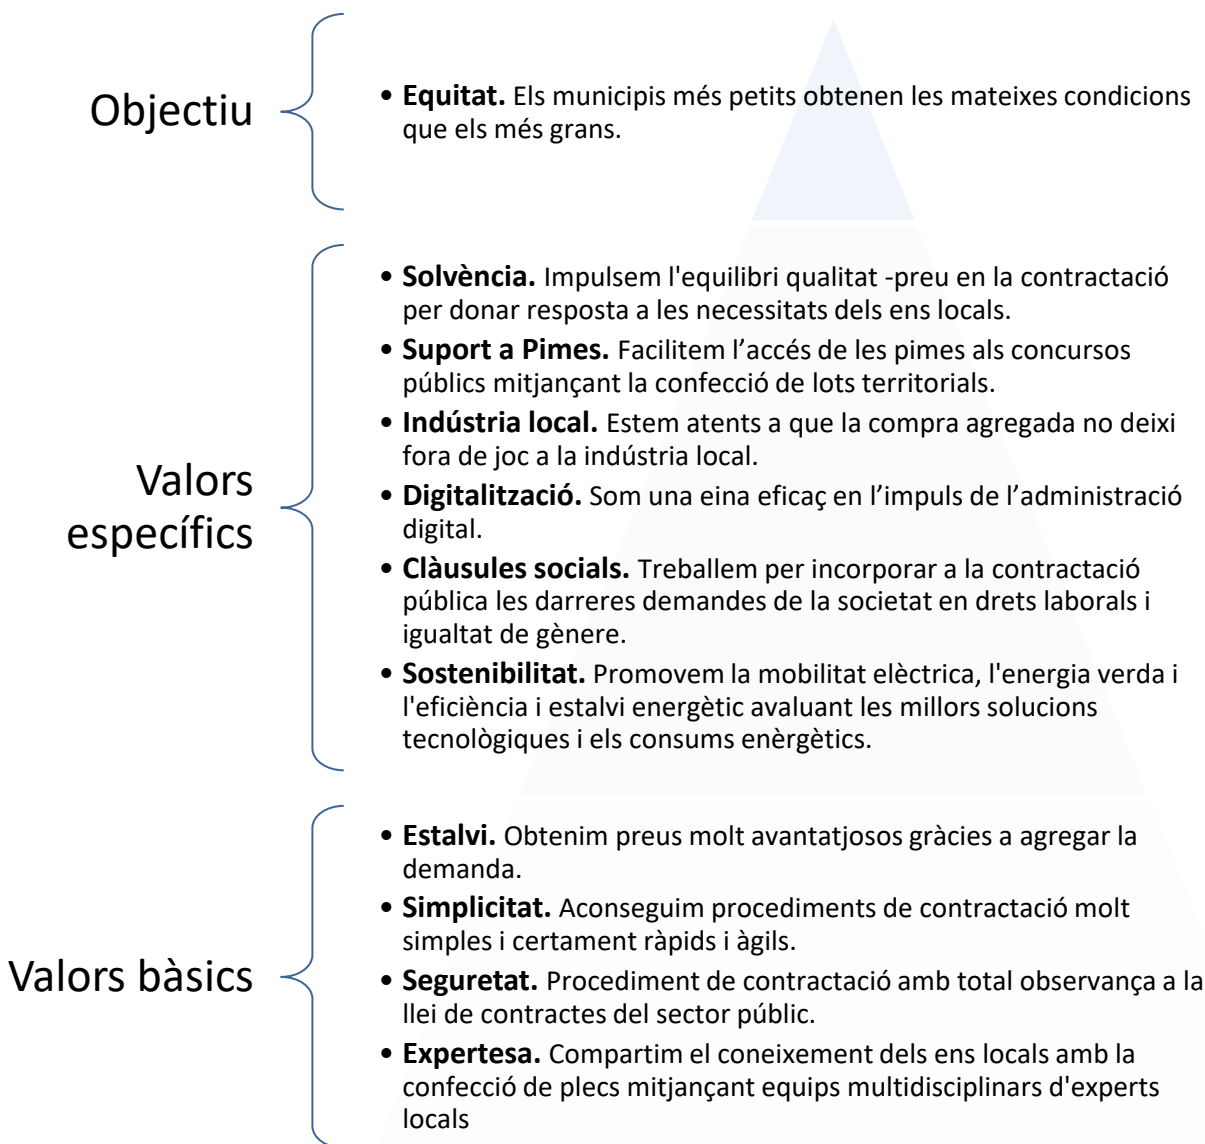 Objectiu
• Equitat. Els municipis més petits obtenen les mateixes condicions
que els més grans.
Valors
específics
• Solvència. Impulsem l'equilibri qualitat -preu en la contractació
per donar resposta a les necessitats dels ens locals.
• Suport a Pimes. Facilitem l’accés de les pimes als concursos
públics mitjançant la confecció de lots territorials.
• Indústria local. Estem atents a que la compra agregada no deixi
fora de joc a la indústria local.
• Digitalització. Som una eina eficaç en l’impuls de l’administració
digital.
• Clàusules socials. Treballem per incorporar a la contractació
pública les darreres demandes de la societat en drets laborals i
igualtat de gènere.
• Sostenibilitat. Promovem la mobilitat elèctrica, l'energia verda i
l'eficiència i estalvi energètic avaluant les millors solucions
tecnològiques i els consums enèrgètics.
Valors bàsics
• Estalvi. Obtenim preus molt avantatjosos gràcies a agregar la
demanda.
• Simplicitat. Aconseguim procediments de contractació molt
simples i certament ràpids i àgils.
• Seguretat. Procediment de contractació amb total observança a la
llei de contractes del sector públic.
• Expertesa. Compartim el coneixement dels ens locals amb la
confecció de plecs mitjançant equips multidisciplinars d'experts
locals